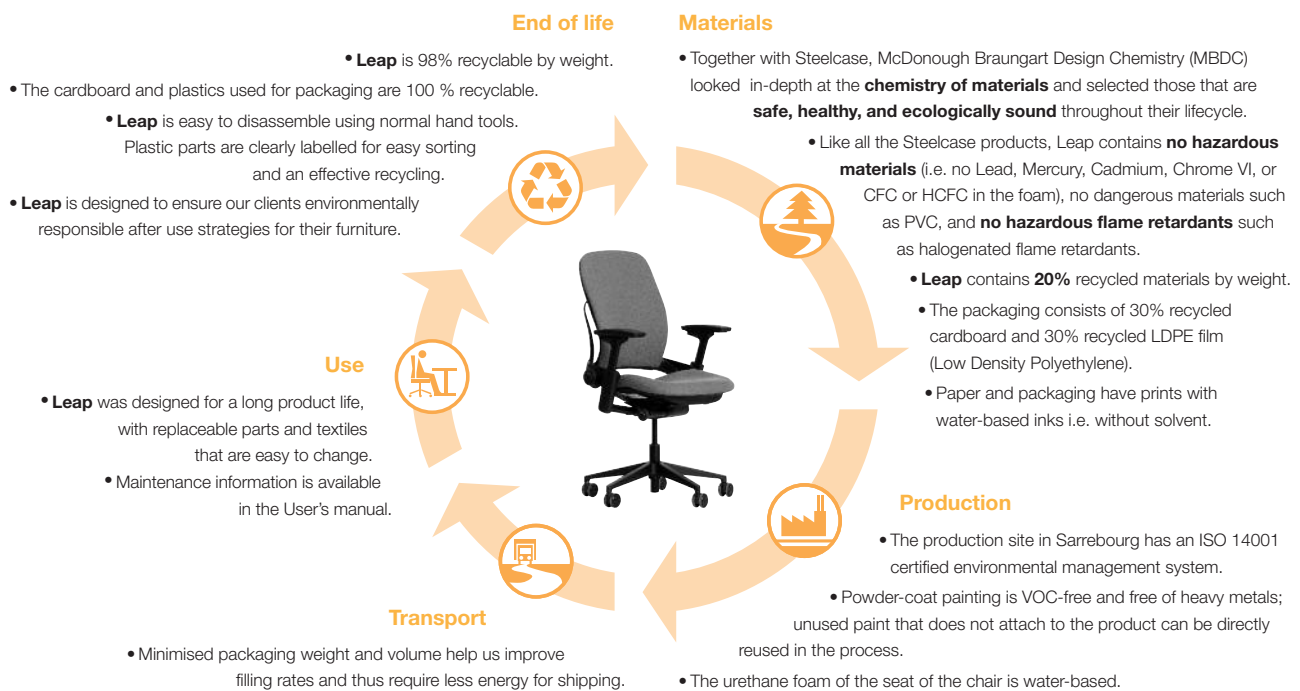 End of life
• Leap is 98% recyclable by weight.
• The cardboard and plastics used for packaging are 100 % recyclable.
• Leap is easy to disassemble using normal hand tools.
Plastic parts are clearly labelled for easy sorting
and an effective recycling.
• Leap is designed to ensure our clients environmentally
responsible after use strategies for their furniture.
Materials
• Together with Steelcase, McDonough Braungart Design Chemistry (MBDC)
looked in-depth at the chemistry of materials and selected those that are
safe, healthy, and ecologically sound throughout their lifecycle.
• Like all the Steelcase products, Leap contains no hazardous
materials (i.e. no Lead, Mercury, Cadmium, Chrome VI, or
CFC or HCFC in the foam), no dangerous materials such
as PVC, and no hazardous flame retardants such
as halogenated flame retardants.
• Leap contains 20% recycled materials by weight.
• The packaging consists of 30% recycled
cardboard and 30% recycled LDPE film
(Low Density Polyethylene).
• Paper and packaging have prints with
water-based inks i.e. without solvent.
Use
• Leap was designed for a long product life,
with replaceable parts and textiles
that are easy to change.
• Maintenance information is available
in the User's manual.
Production
• The production site in Sarrebourg has an ISO 14001
certified environmental management system.
• Powder-coat painting is VOC-free and free of heavy metals;
unused paint that does not attach to the product can be directly
reused in the process.
• The urethane foam of the seat of the chair is water-based.
Transport
• Minimised packaging weight and volume help us improve
filling rates and thus require less energy for shipping.